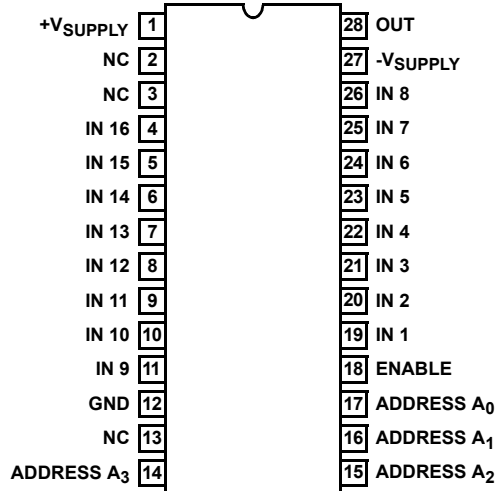 +VSUPPLY 1 28 OUT
NC 2 27 -VSUPPLY
NC 3 26 IN 8
IN 16 4 25 IN 7
IN 15 5 24 IN 6
IN 14 6 23 IN 5
IN 13 7 22 IN 4
IN 12 8 21 IN 3
IN 11 9 20 IN 2
IN 10 10 19 IN 1
IN 9 11 18 ENABLE
GND 12 17 ADDRESS A0
NC 13 16 ADDRESS A1
ADDRESS A3 14 15 ADDRESS A2